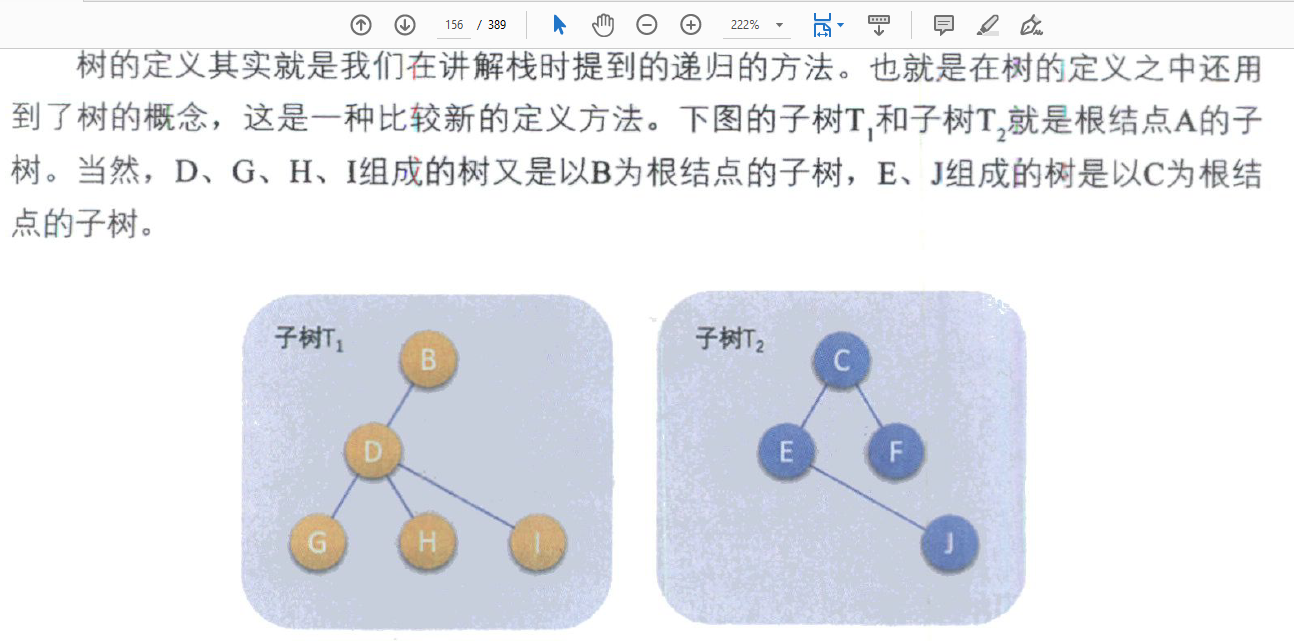 156 / 389
222%
树的定义其实就是我们在讲解栈时提到的递归的方法。也就是在树的定义之中还用
到了树的概念，这是一种比较新的定义方法。下图的子树T₁和子树T₂就是根结点A的子
树。当然，D、G、H、I组成的树又是以B为根结点的子树，E、J组成的树是以C为根结
点的子树。
子树T₁
B
D
G H I
子树T₂
C
E F
J